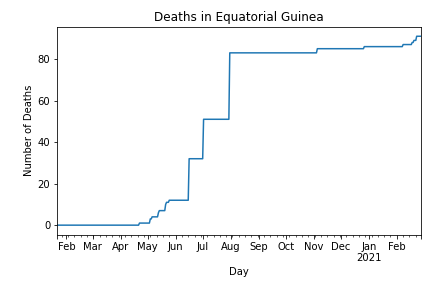 Deaths in Equatorial Guinea
Number of Deaths
80
60
40
20
0
Feb Mar Apr May Jun Jul Aug Sep Oct Nov Dec Jan Feb
2021
Day